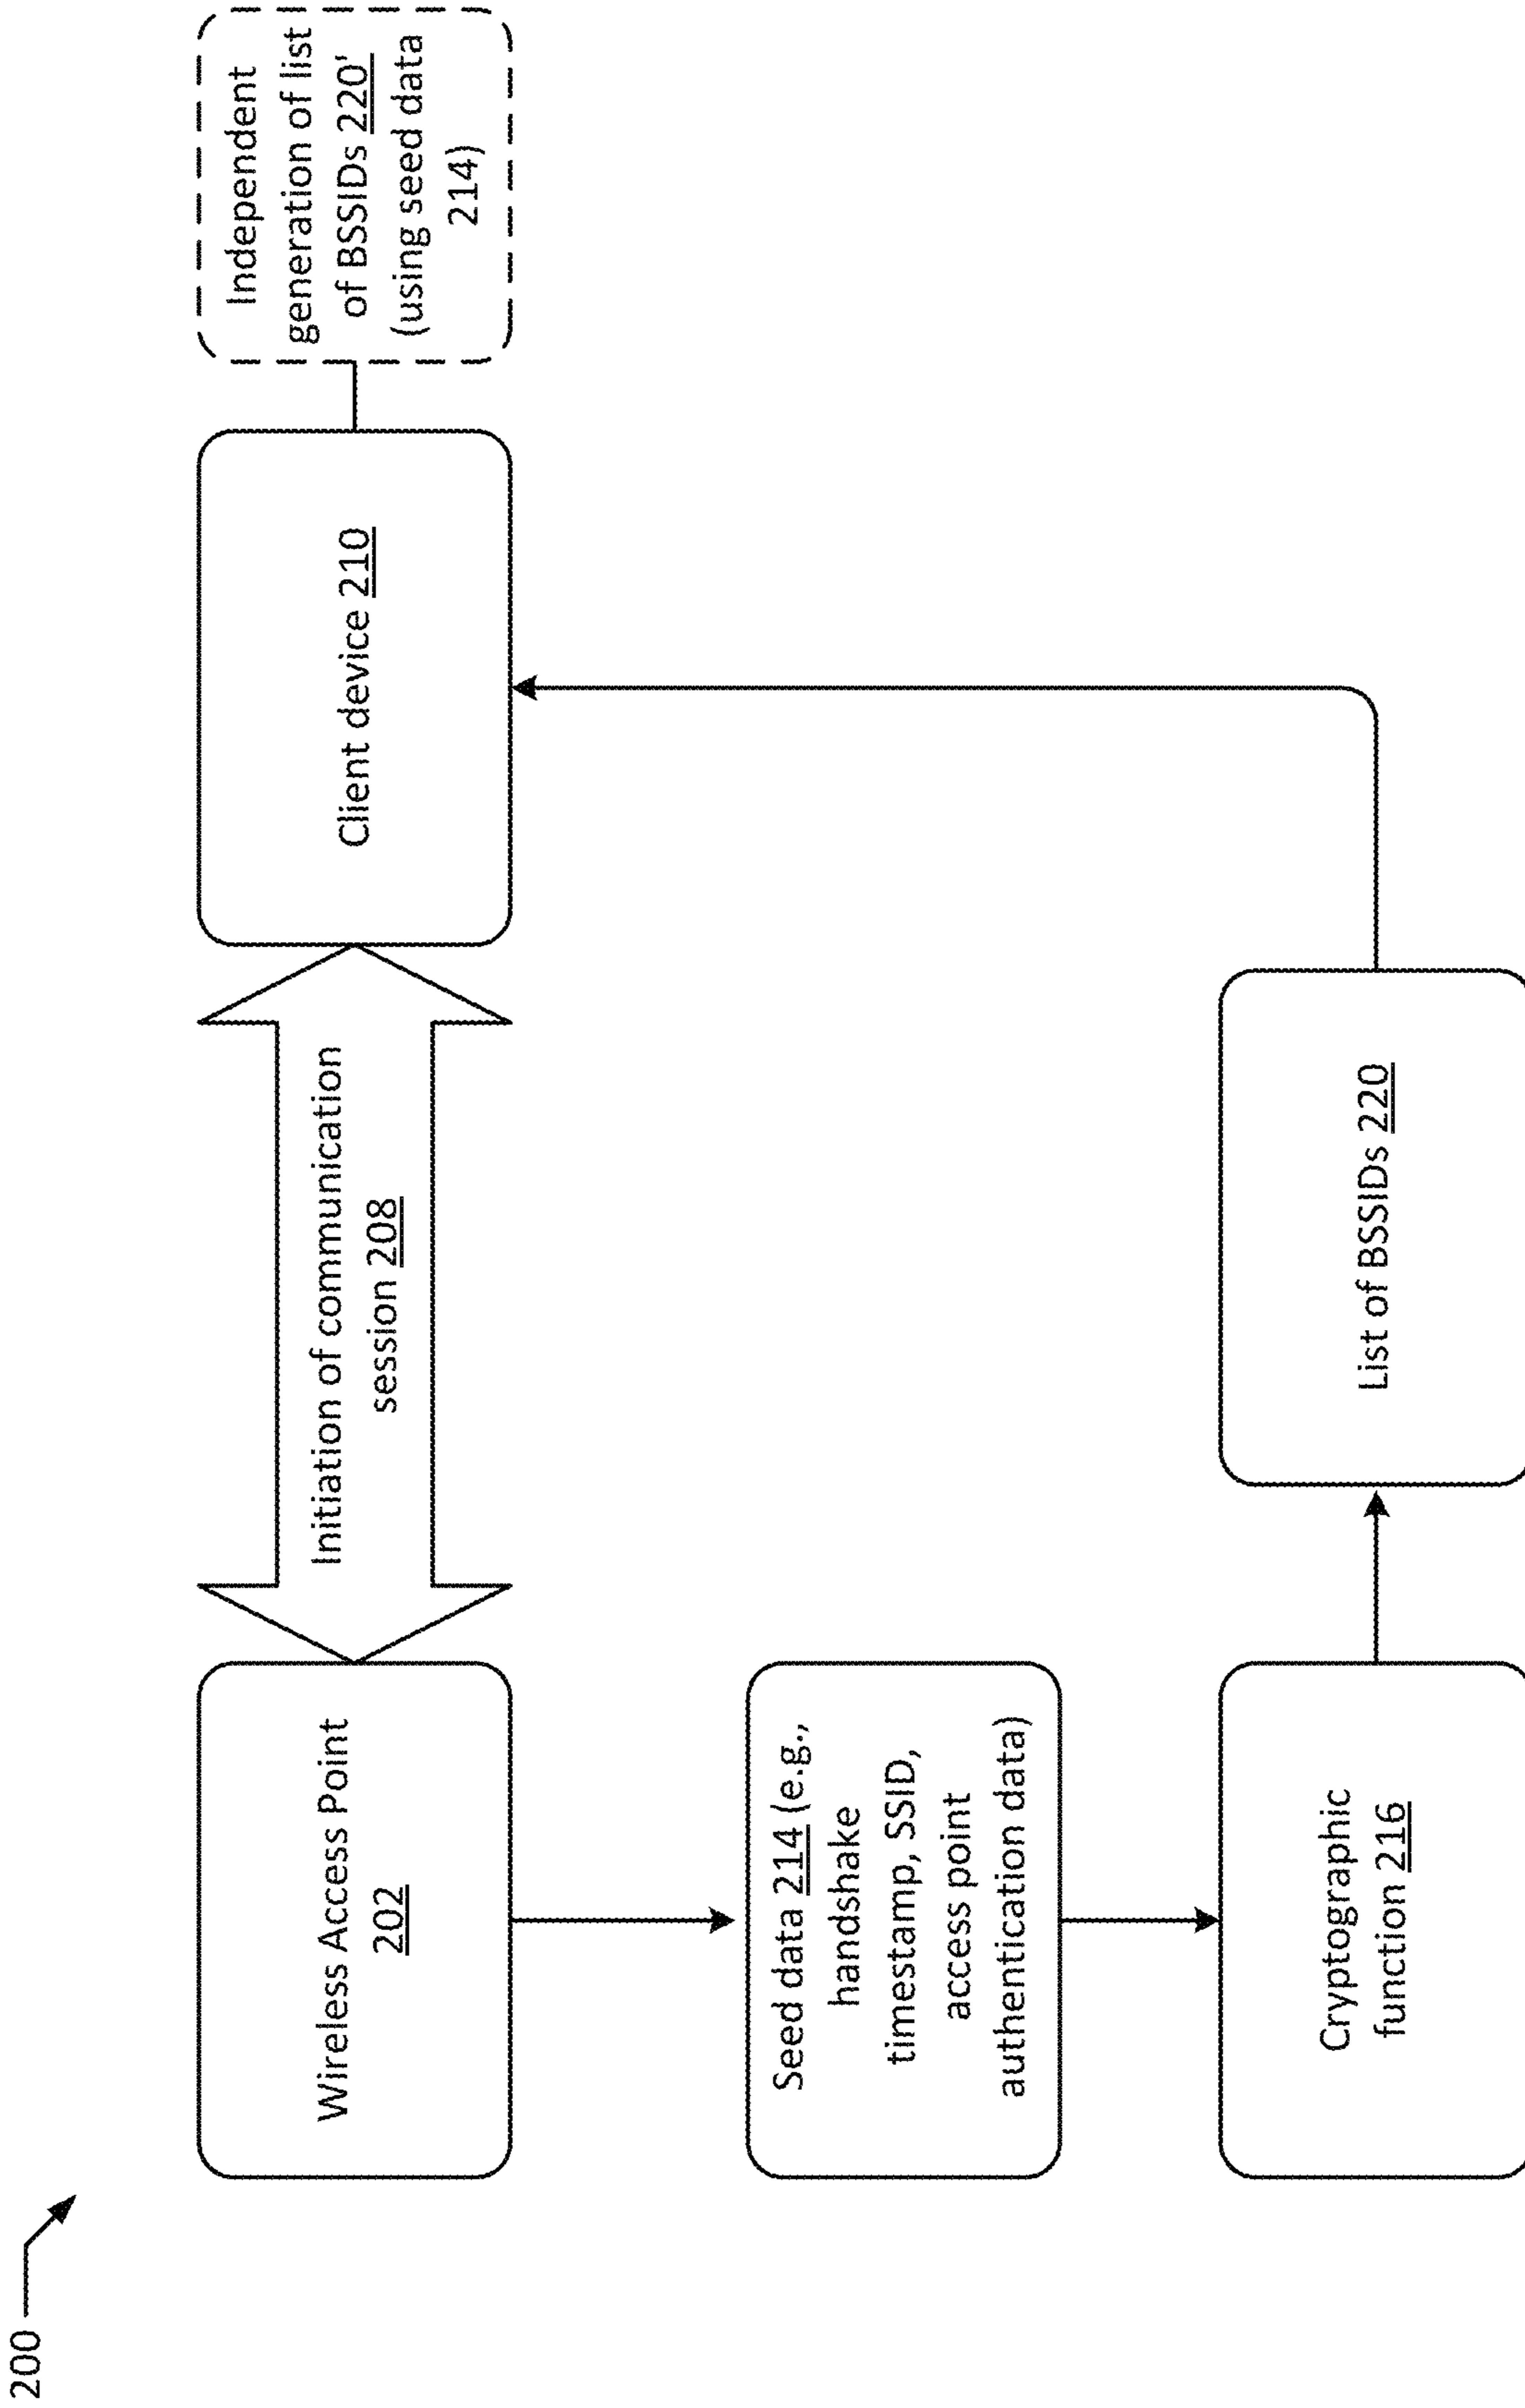 200
Wireless Access Point
202
Initiation of communication
session 208
Client device 210
Independent
generation of list
of BSSIDs 220'
(using seed data
214)
Seed data 214 (e.g.,
handshake
timestamp, SSID,
access point
authentication data)
Cryptographic
function 216
List of BSSIDs 220